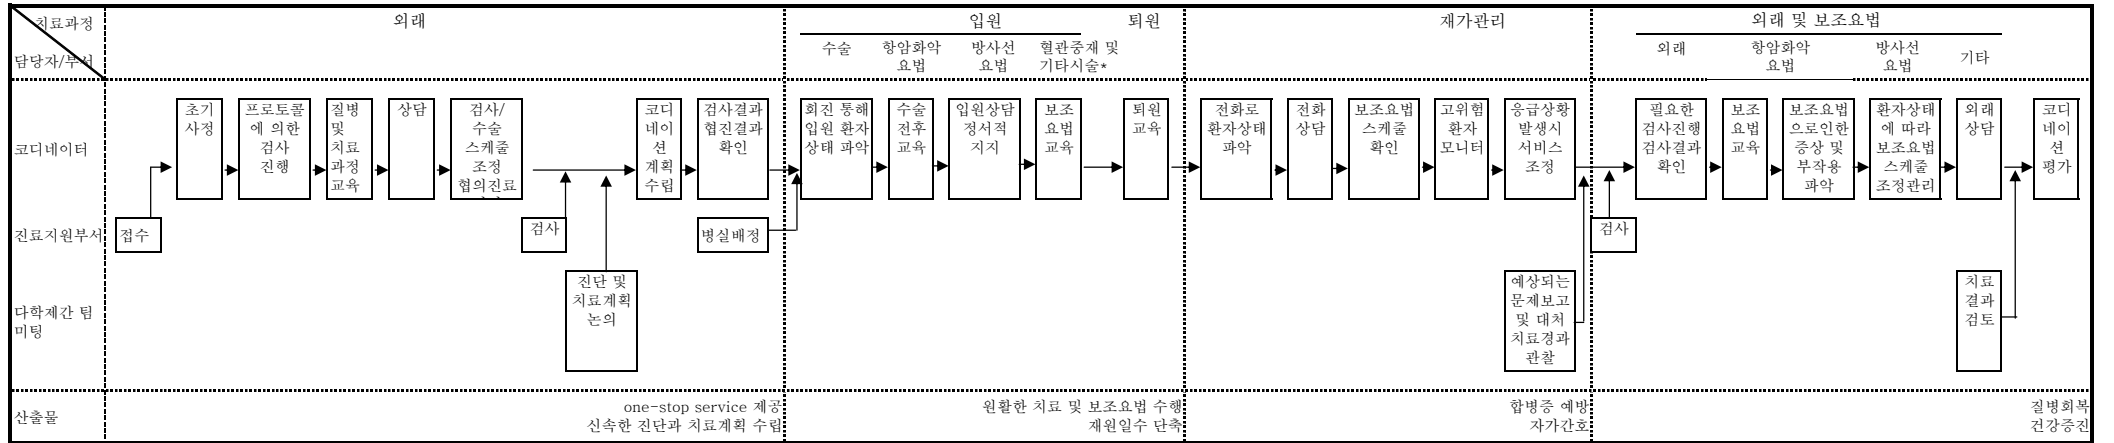 치료과정
담당자/부서
외래
입원
퇴원
재가관리
외래 및 보조요법
수술
항암화악
요법
방사선
요법
혈관중재 및
기타시술*
외래
항암화악
요법
방사선
요법
기타
코디네이터
초기
사정
프로토콜
에 의한
검사
진행
질병
및
치료
과정
교육
상담
검사/
수술
스케줄
조정
협의진료
코디
네이
션
계획
수립
검사결과
협진결과
확인
회진 통해
입원 환자
상태 파악
수술
전후
교육
입원상담
정서적
지지
보조
요법
교육
퇴원
교육
전화로
환자상태
파악
전화
상담
보조요법
스케줄
확인
고위험
환자
모니터
응급상황
발생시
서비스
조정
필요한
검사진행
검사결과
확인
보조
요법
교육
보조요법
으로인한
증상 및
부작용
파악
환자상태
에 따라
보조요법
스케줄
조정관리
외래
상담
코디
네이
션
평가
진료지원부서
접수
검사
병실배정
검사
다학제간 팀
미팅
진단 및
치료계획
논의
예상되는
문제보고
및 대처
치료경과
관찰
치료
결과
검토
산출물
one-stop service 제공
신속한 진단과 치료계획 수립
원활한 치료 및 보조요법 수행
재원일수 단축
합병증 예방
자가간호
질병회복
건강증진